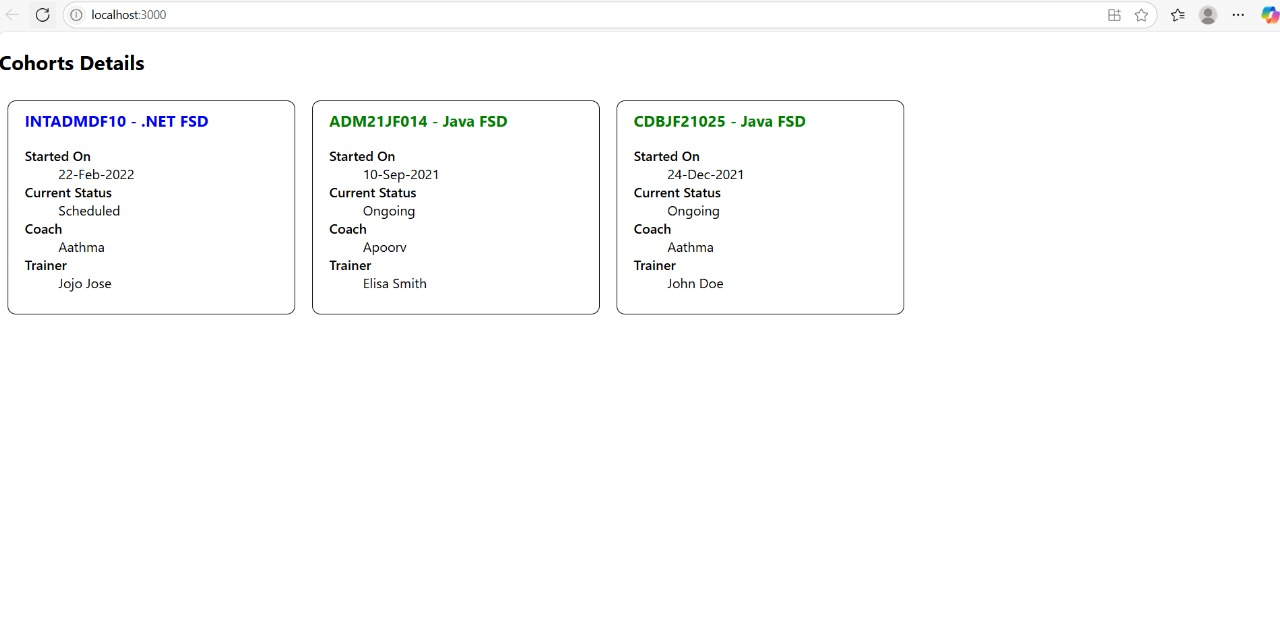 localhost:3000
Cohorts Details
INTADMDF10 - .NET FSD
Started On
22-Feb-2022
Current Status
Scheduled
Coach
Aathma
Trainer
Jojo Jose
ADM21JF014 - Java FSD
Started On
10-Sep-2021
Current Status
Ongoing
Coach
Apoorv
Trainer
Elisa Smith
CDBJF21025 - Java FSD
Started On
24-Dec-2021
Current Status
Ongoing
Coach
Aathma
Trainer
John Doe